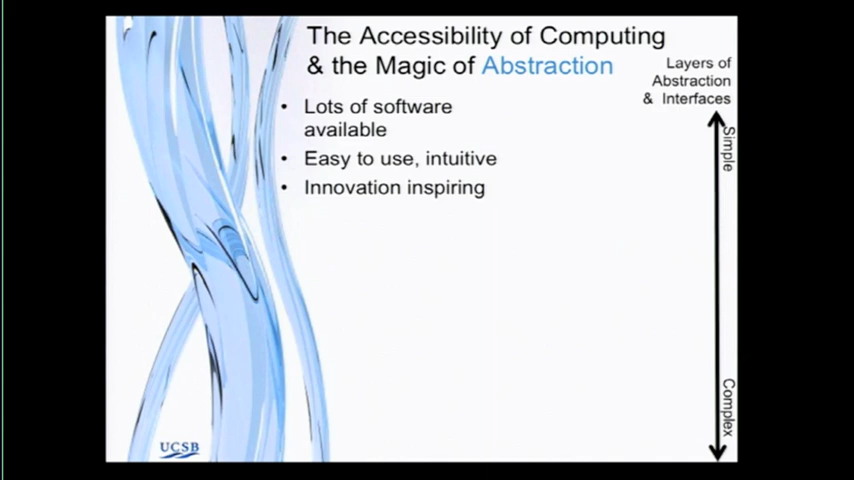 The Accessibility of Computing
& the Magic of Abstraction
Layers of
Abstraction
& Interfaces
• Lots of software
available
• Easy to use, intuitive
• Innovation inspiring
Simple
Complex
UCSB